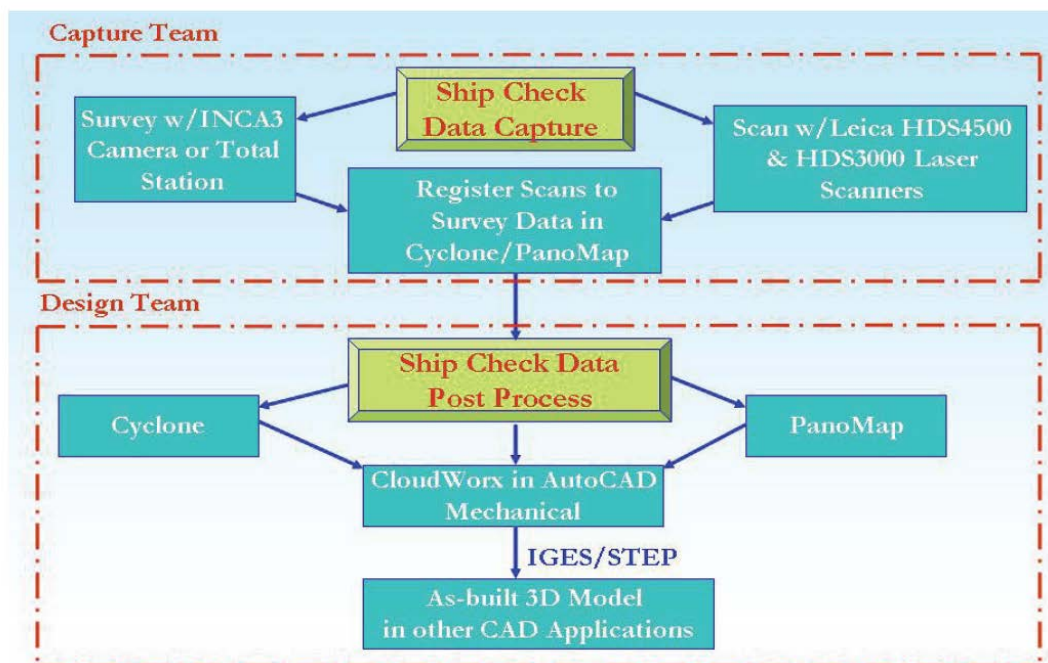 Capture Team
Ship Check
Data Capture
Survey w/INCA3
Camera or Total
Station
Scan w/Leica HDS4500
& HDS3000 Laser
Scanners
Register Scans to
Survey Data in
Cyclone/PanoMap
Design Team
Ship Check Data
Post Process
Cyclone
PanoMap
CloudWorx in AutoCAD
Mechanical
IGES/STEP
As-built 3D Model
in other CAD Applications